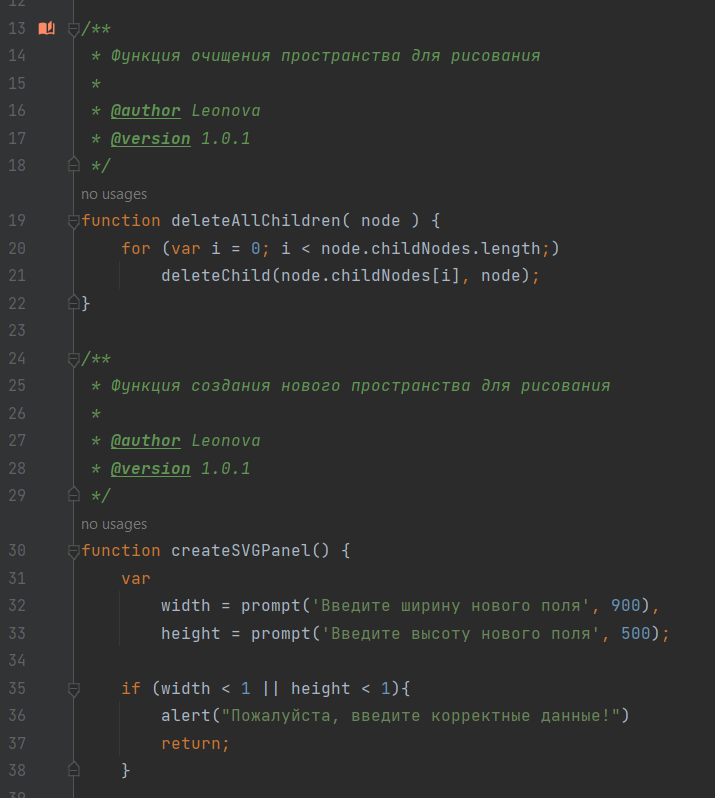 12
13 /**
14 * Функция очищения пространства для рисования
15 *
16 * @author Leonova
17 * @version 1.0.1
18 */
no usages
19 function deleteAllChildren( node ) {
20 for (var i = 0; i < node.childNodes.length;)
21 deleteChild(node.childNodes[i], node);
22 }
23
24 /**
25 * Функция создания нового пространства для рисования
26 *
27 * @author Leonova
28 * @version 1.0.1
29 */
no usages
30 function createSVGPanel() {
31 var
32 width = prompt('Введите ширину нового поля', 900),
33 height = prompt('Введите высоту нового поля', 500);
34
35 if (width < 1 || height < 1){
36 alert("Пожалуйста, введите корректные данные!")
37 return;
38 }
39